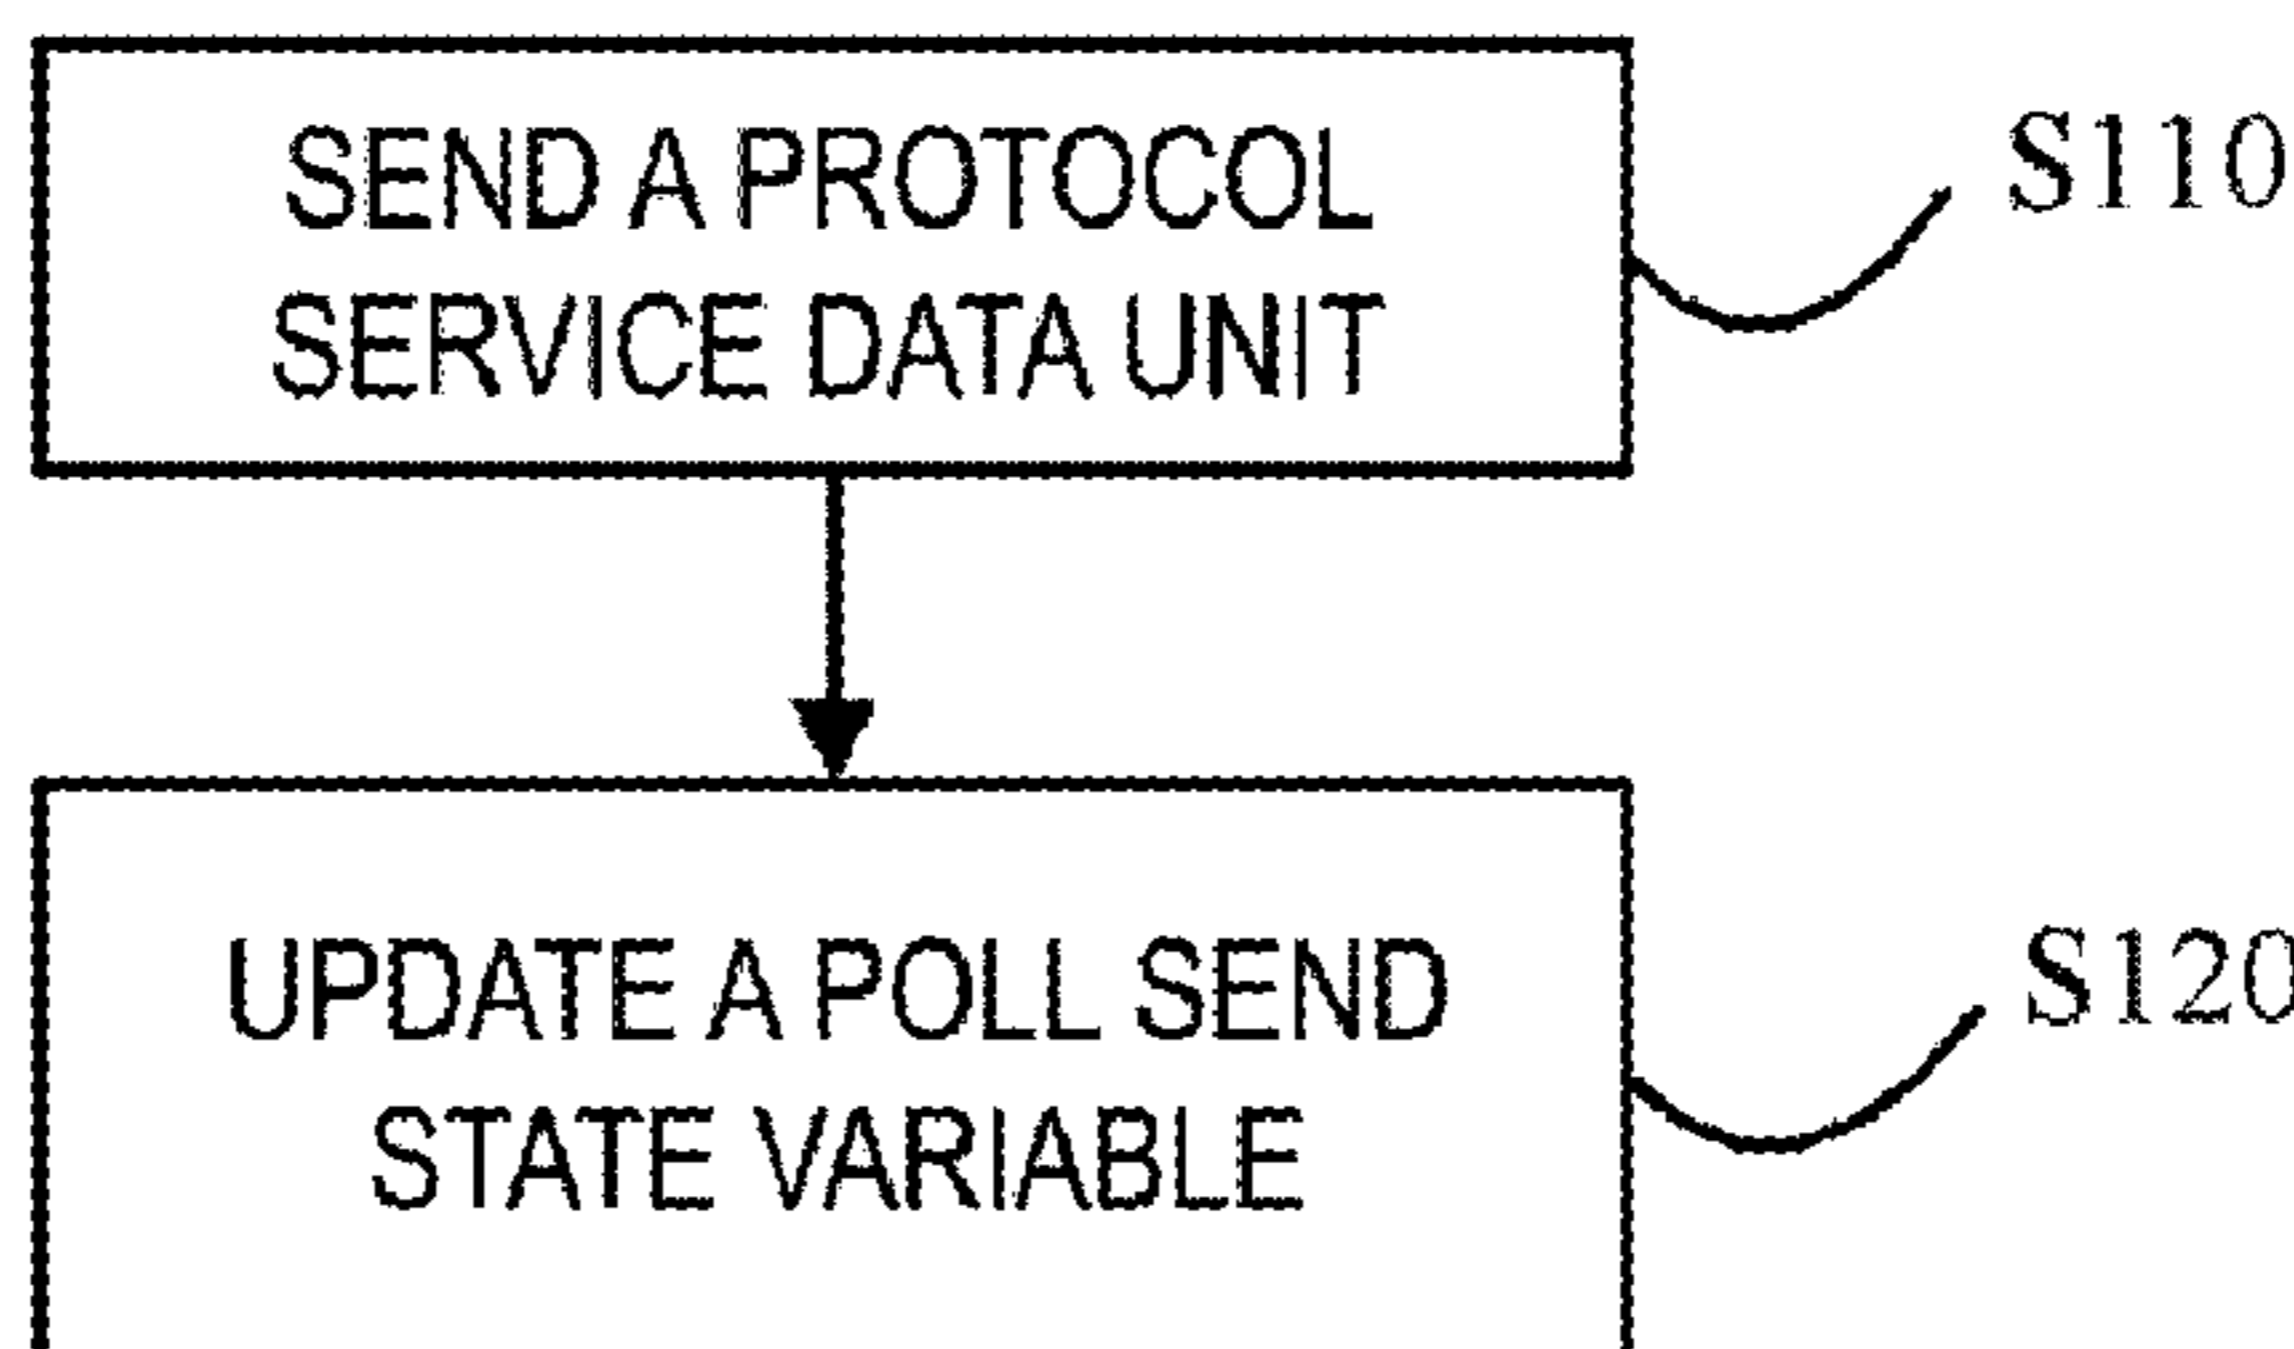 SEND A PROTOCOL
SERVICE DATA UNIT
S110
UPDATE A POLL SEND
STATE VARIABLE
S120